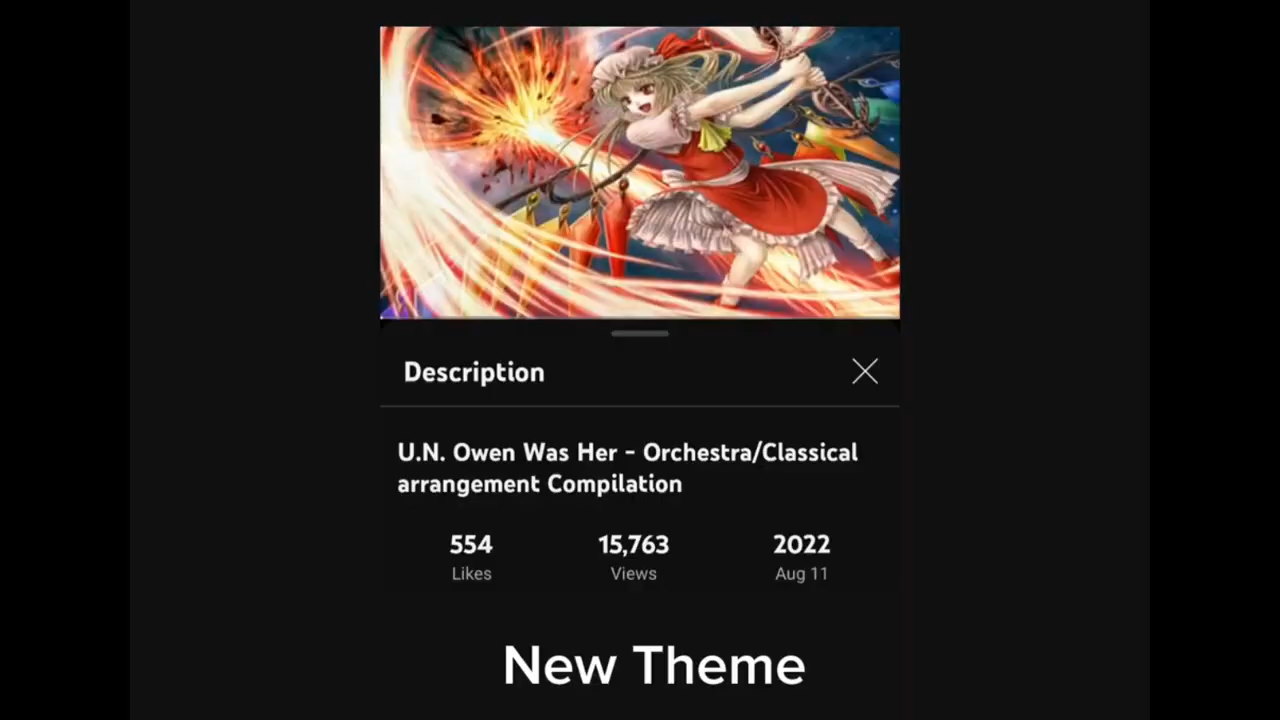 Description
U.N. Owen Was Her - Orchestra/Classical
arrangement Compilation
554 15,763 2022
Likes Views Aug 11
New Theme